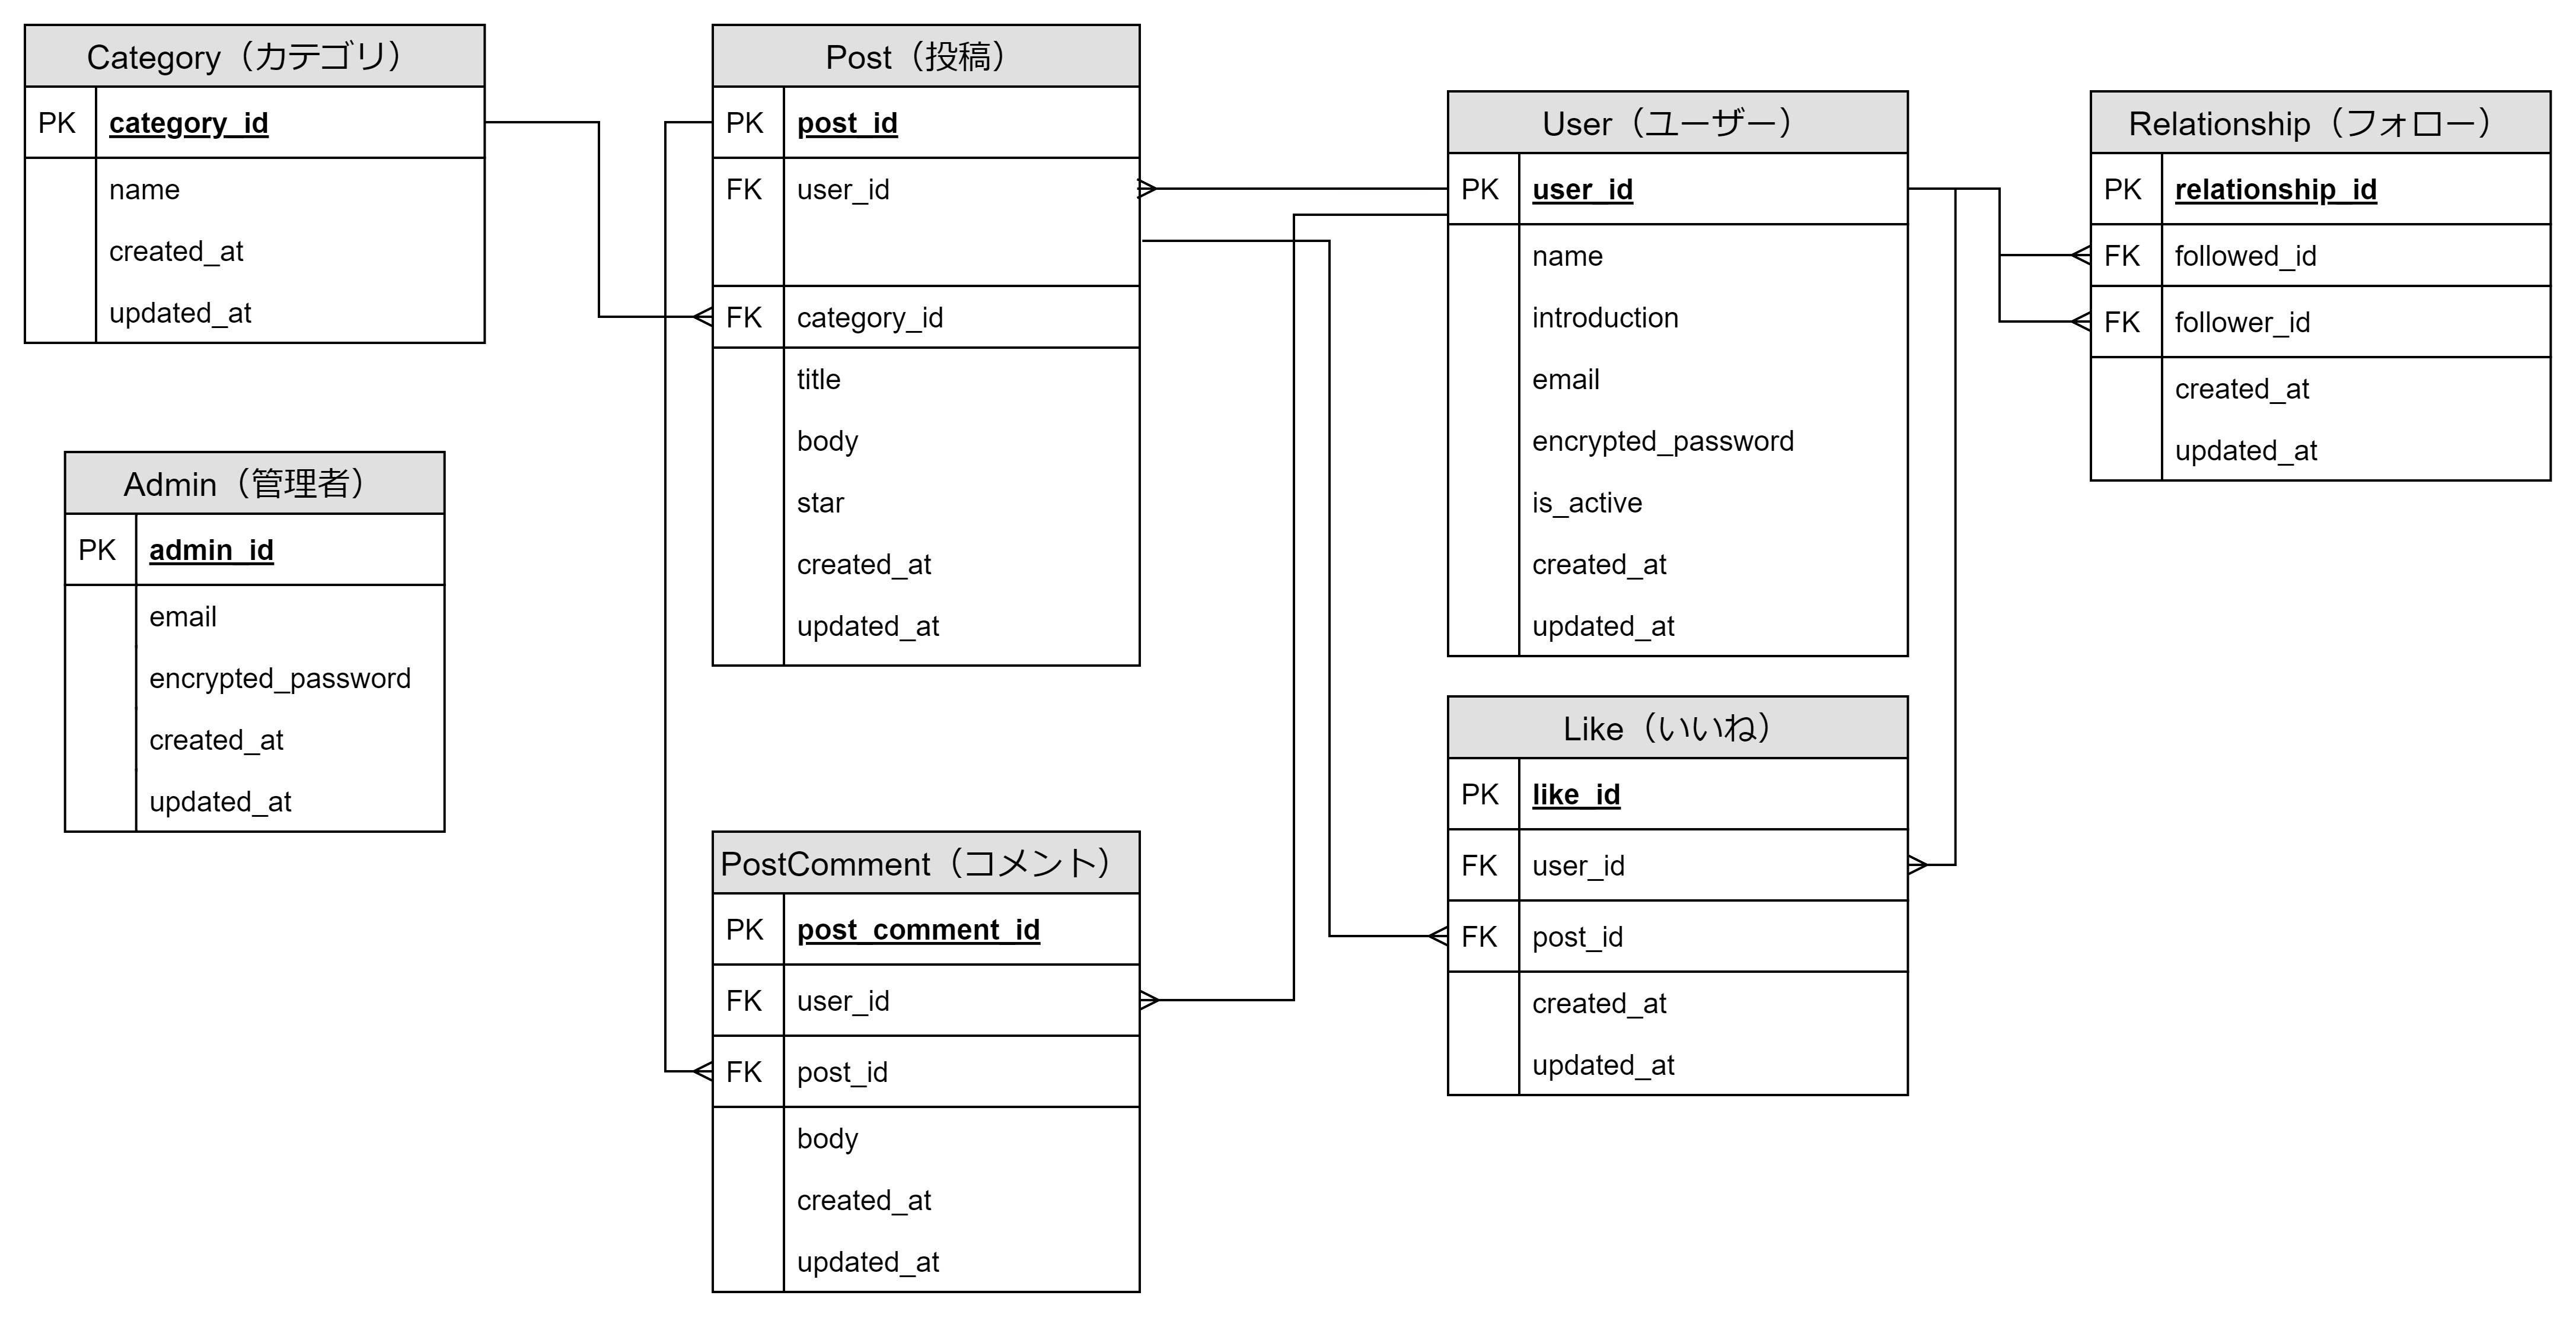 Category（カテゴリ）
PK category_id
name
created_at
updated_at
Admin（管理者）
PK admin_id
email
encrypted_password
created_at
updated_at
Post（投稿）
PK post_id
FK user_id
FK category_id
title
body
star
created_at
updated_at
PostComment（コメント）
PK post_comment_id
FK user_id
FK post_id
body
created_at
updated_at
User（ユーザー）
PK user_id
name
introduction
email
encrypted_password
is_active
created_at
updated_at
Like（いいね）
PK like_id
FK user_id
FK post_id
created_at
updated_at
Relationship（フォロー）
PK relationship_id
FK followed_id
FK follower_id
created_at
updated_at